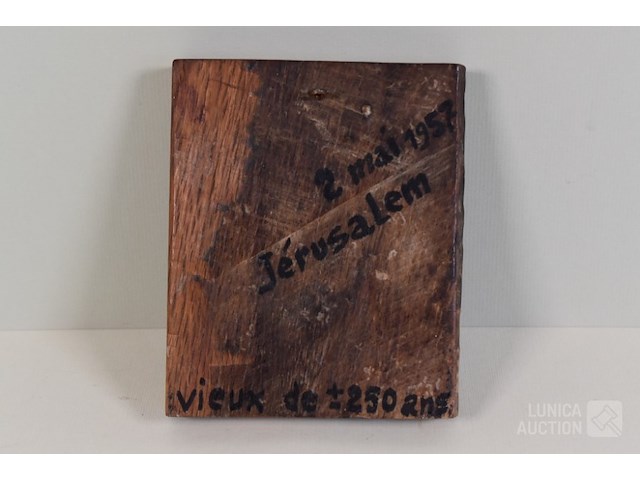 2 mai 1957
Jérusalem
vieux de ± 250 ans
LUNICA
AUCTION